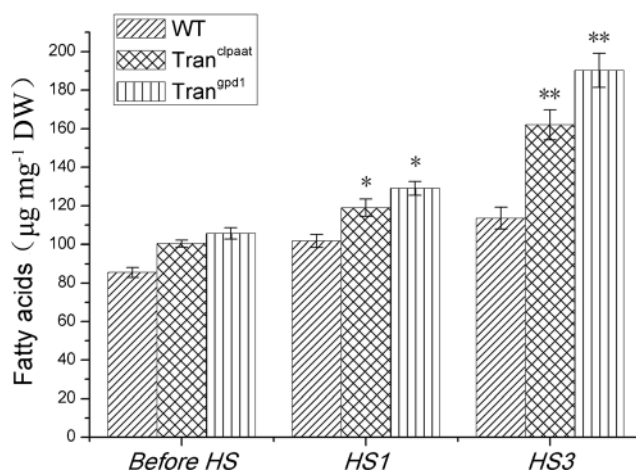 WT
Tran^clpaat
Tran^gpd1
Fatty acids（μg mg⁻¹ DW）
200
180
160
140
120
100
80
60
40
20
0
* *
** **
Before HS HS1 HS3